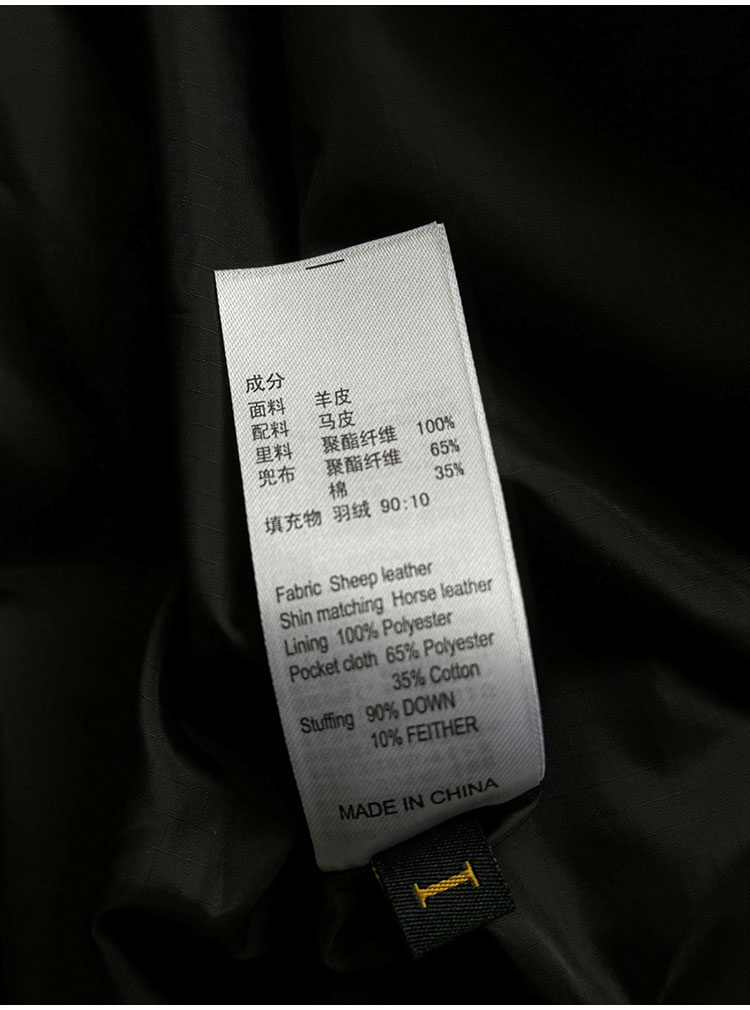 成分
面料 羊皮
配料 马皮
里料 聚酯纤维 100%
兜布 聚酯纤维 65%
棉 35%
填充物 羽绒 90:10
Fabric Sheep leather
Shin matching Horse leather
Lining 100% Polyester
Pocket cloth 65% Polyester
35% Cotton
Stuffing 90% DOWN
10% FEITHER
MADE IN CHINA
I